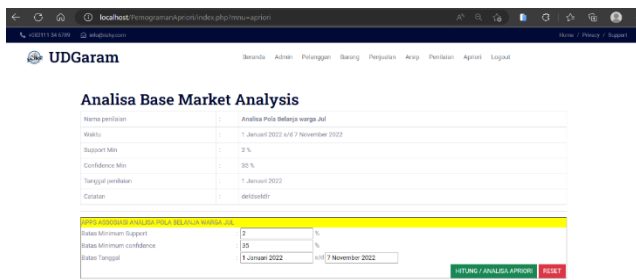 localhost/PemogramanApriori/index.php?mnu=apriori
Home / Privacy / Support
UDGaram
Beranda Admin Pelanggan Barang Penjualan Arsip Penilaian Apriori Logout
Analisa Base Market Analysis
Nama penilaian : Analisa Pola Belanja warga Jul
Waktu : 1 Januari 2022 s/d 7 November 2022
Support Min : 2 %
Confidence Min : 35 %
Tanggal penilaian : 1 Januari 2022
Catatan :
APPS ASSOSIASI ANALISA POLA BELANJA WARGA JUL
Batas Minimum Support : 2 %
Batas Minimum confidence : 35 %
Batas Tanggal : 1 Januari 2022 s/d 7 November 2022
HITUNG / ANALISA APRIORI RESET